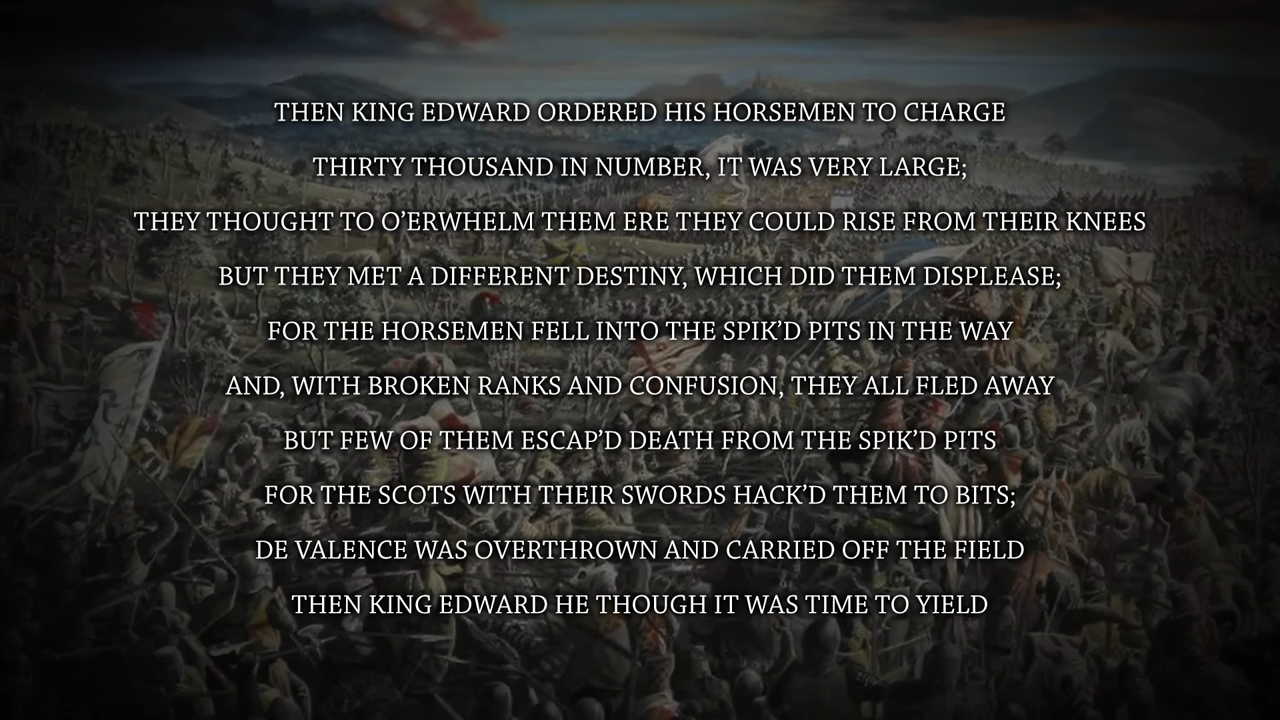 THEN KING EDWARD ORDERED HIS HORSEMEN TO CHARGE
THIRTY THOUSAND IN NUMBER, IT WAS VERY LARGE;
THEY THOUGHT TO O’ERWHELM THEM ERE THEY COULD RISE FROM THEIR KNEES
BUT THEY MET A DIFFERENT DESTINY, WHICH DID THEM DISPLEASE;
FOR THE HORSEMEN FELL INTO THE SPIK’D PITS IN THE WAY
AND, WITH BROKEN RANKS AND CONFUSION, THEY ALL FLED AWAY
BUT FEW OF THEM ESCAP’D DEATH FROM THE SPIK’D PITS
FOR THE SCOTS WITH THEIR SWORDS HACK’D THEM TO BITS;
DE VALENCE WAS OVERTHROWN AND CARRIED OFF THE FIELD
THEN KING EDWARD HE THOUGH IT WAS TIME TO YIELD